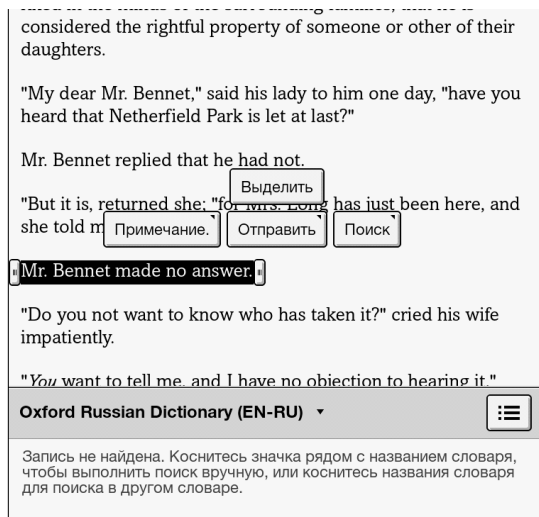 considered the rightful property of someone or other of their
daughters.
"My dear Mr. Bennet," said his lady to him one day, "have you
heard that Netherfield Park is let at last?"
Mr. Bennet replied that he had not.
Выделить
"But it is, returned she; "for Mrs. Long has just been here, and
she told m
Примечание.
Отправить
Поиск
Mr. Bennet made no answer.
"Do you not want to know who has taken it?" cried his wife
impatiently.
"You want to tell me, and I have no objection to hearing it."
Oxford Russian Dictionary (EN-RU)
Запись не найдена. Коснитесь значка рядом с названием словаря,
чтобы выполнить поиск вручную, или коснитесь названия словаря
для поиска в другом словаре.